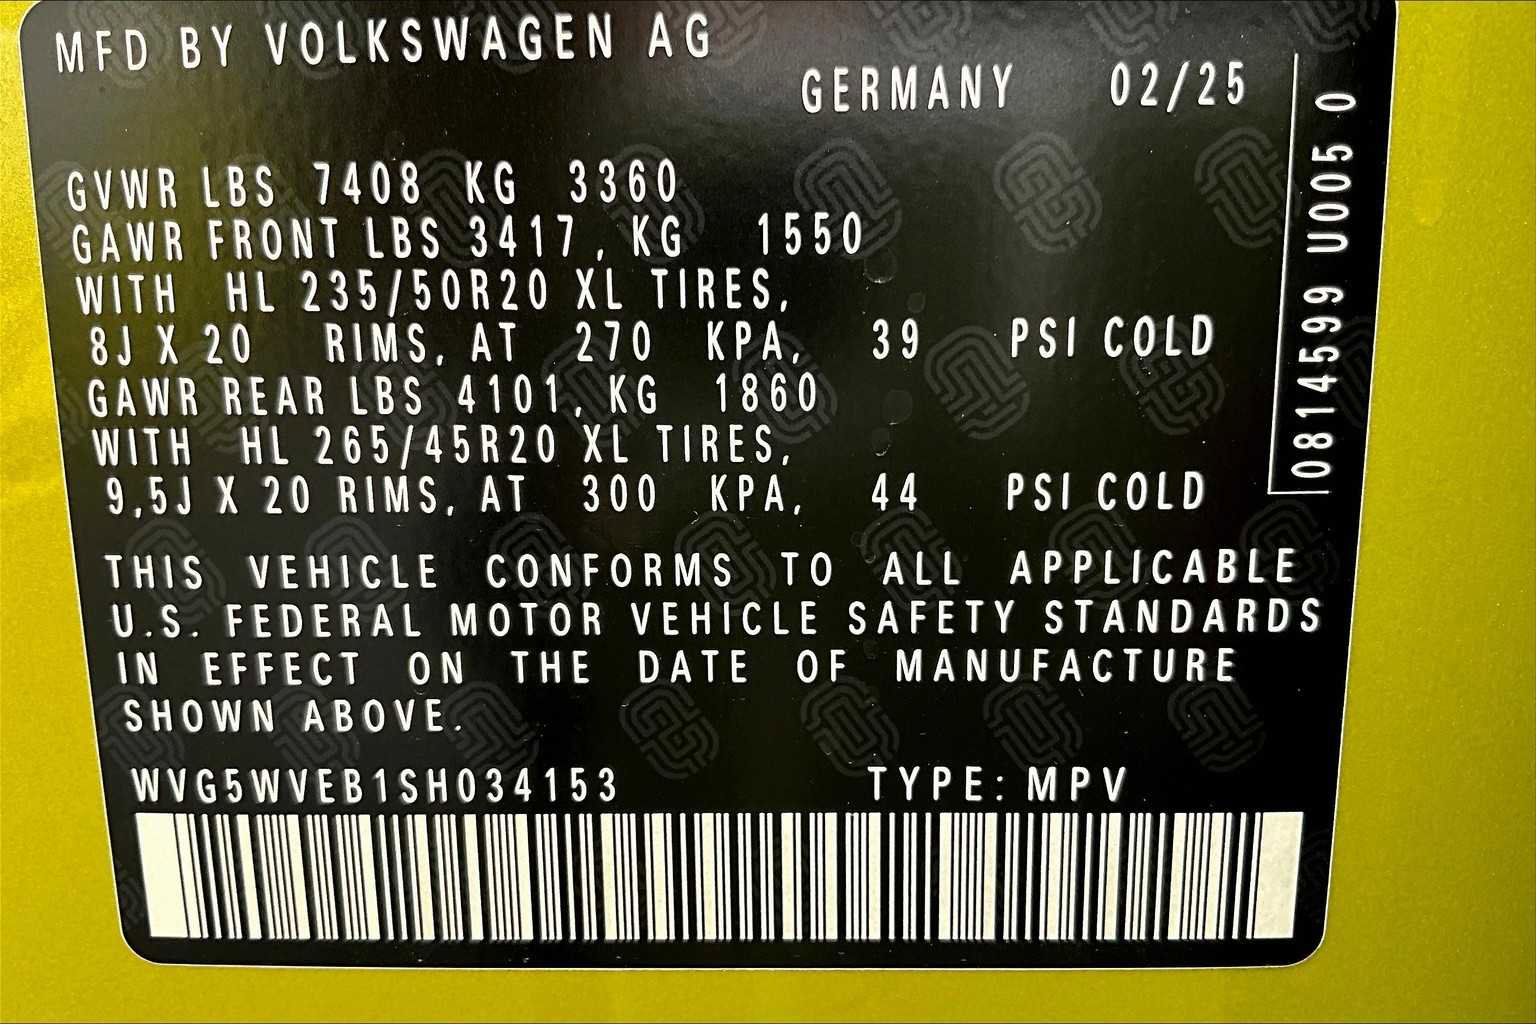 MFD BY VOLKSWAGEN AG
GERMANY 02/25
GVWR LBS 7408 KG 3360
GAWR FRONT LBS 3417, KG 1550
WITH HL 235/50R20 XL TIRES,
8J X 20 RIMS, AT 270 KPA, 39 PSI COLD
GAWR REAR LBS 4101, KG 1860
WITH HL 265/45R20 XL TIRES,
9,5J X 20 RIMS, AT 300 KPA, 44 PSI COLD
THIS VEHICLE CONFORMS TO ALL APPLICABLE
U.S. FEDERAL MOTOR VEHICLE SAFETY STANDARDS
IN EFFECT ON THE DATE OF MANUFACTURE
SHOWN ABOVE.
WVG5WVEB1SH034153 TYPE: MPV
0814599 U005 0